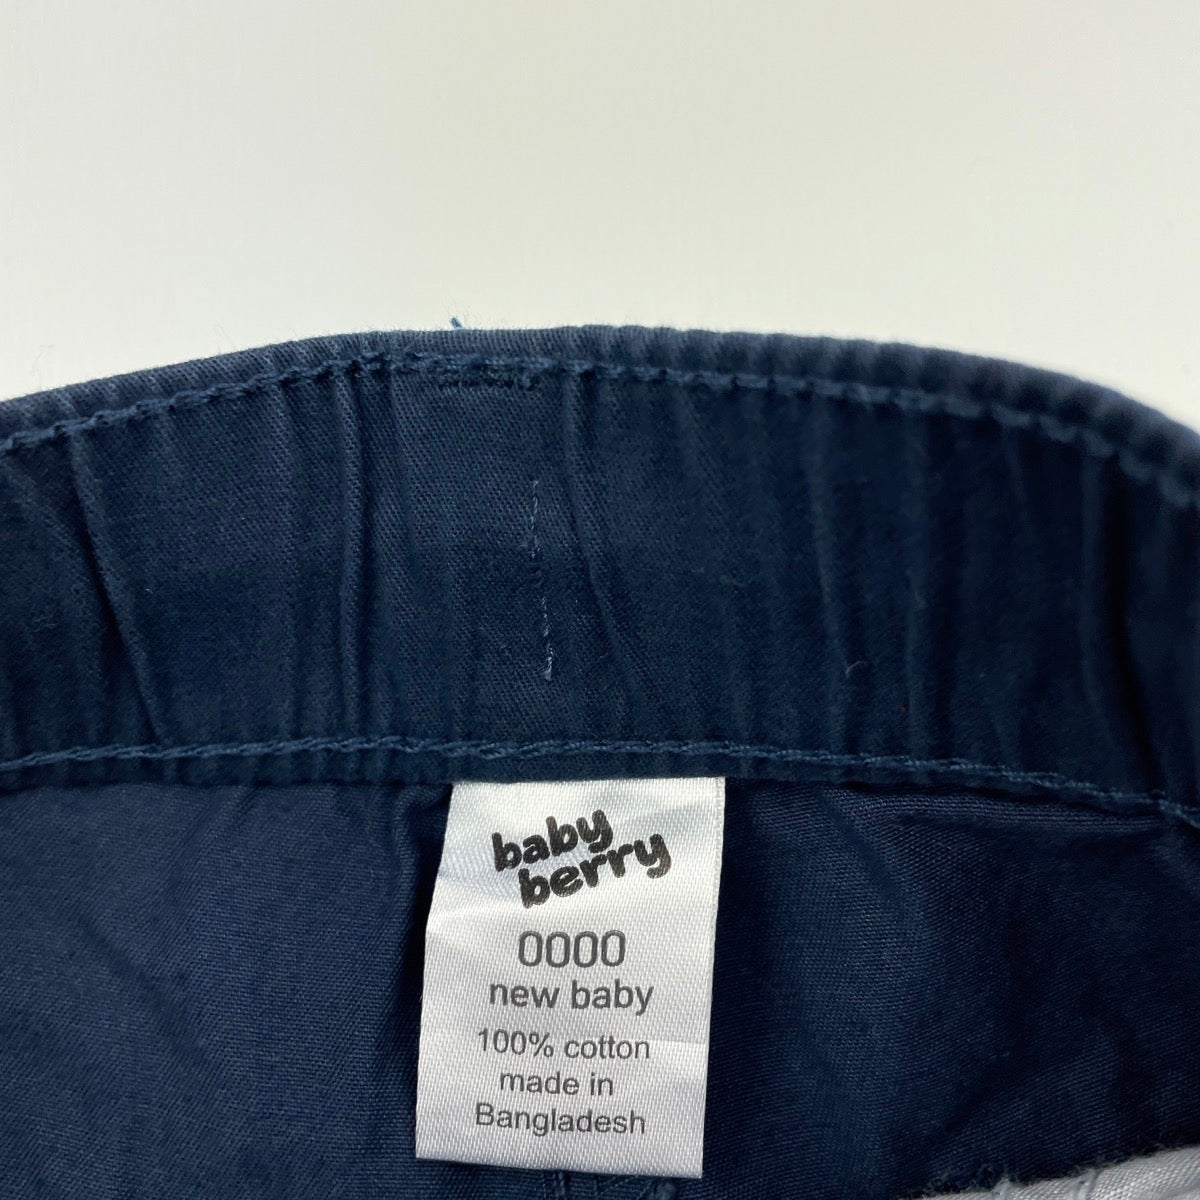 baby
berry
0000
new baby
100% cotton
made in
Bangladesh